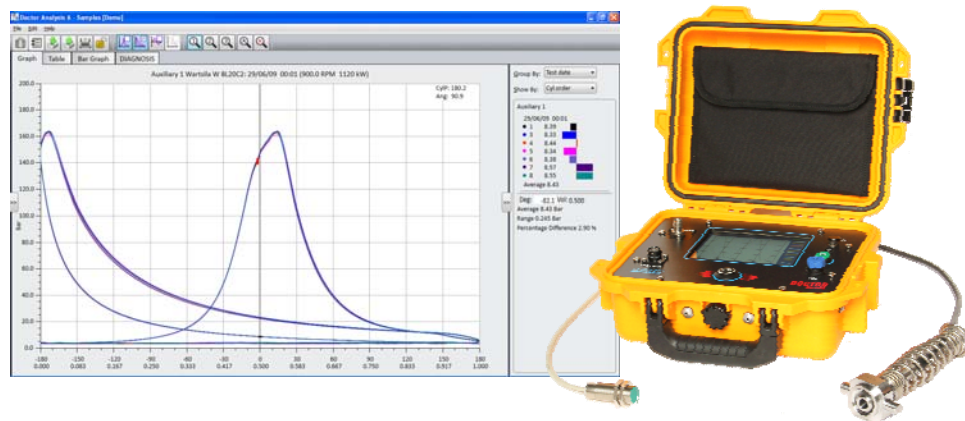 Doctor Analysis 6 - Samples [Demo]
File Edit Help
Graph Table Bar Graph DIAGNOSIS
Auxiliary 1 Wartsila W 8L20C2: 29/06/09 00:01 (900.0 RPM 1120 kW)
CylP: 180.2
Ang: 90.9
200.0
180.0
160.0
140.0
120.0
100.0
80.0
60.0
40.0
20.0
0.0
Bar
-180 -150 -120 -90 -60 -30 0 30 60 90 120 150 180
0.000 0.083 0.167 0.250 0.333 0.417 0.500 0.583 0.667 0.750 0.833 0.917 1.000
Group By: Test date
Show By: Cyl order
Auxiliary 1
29/06/09 00:01
1 8.39
3 8.33
4 8.44
5 8.34
6 8.38
7 8.57
8 8.55
Average 8.43
Deg: -82.1 Vol: 0.500
Average 8.43 Bar
Range 0.245 Bar
Percentage Difference 2.90 %